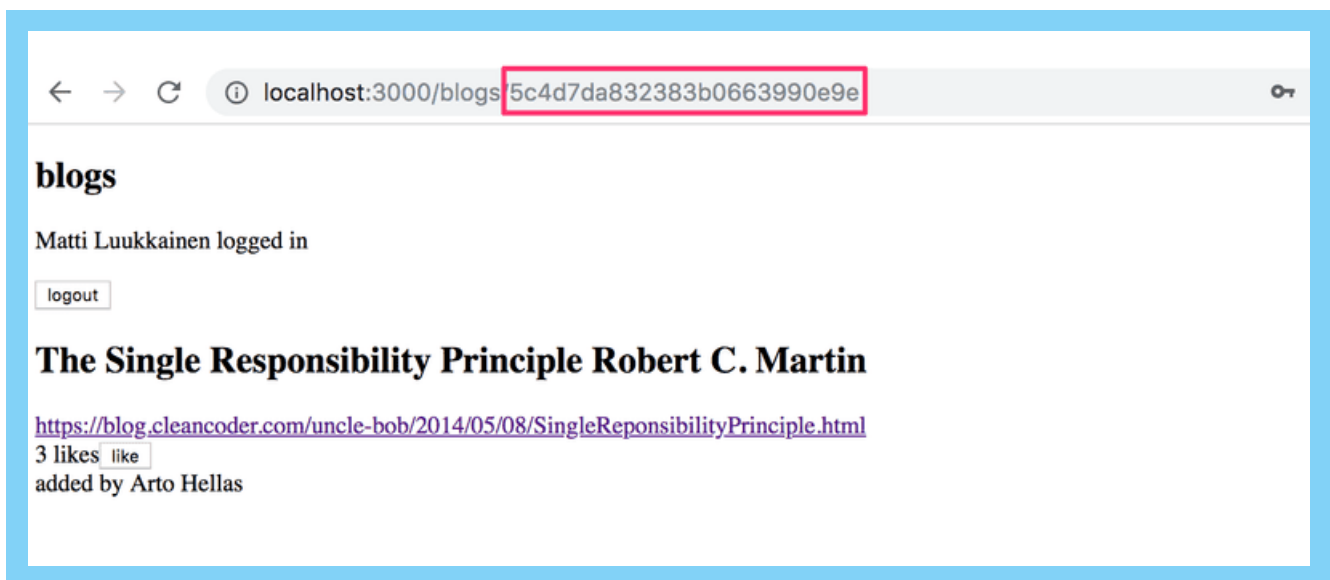 localhost:3000/blogs/5c4d7da832383b0663990e9e
blogs
Matti Luukkainen logged in
logout
The Single Responsibility Principle Robert C. Martin
https://blog.cleancoder.com/uncle-bob/2014/05/08/SingleReponsibilityPrinciple.html
3 likes like
added by Arto Hellas